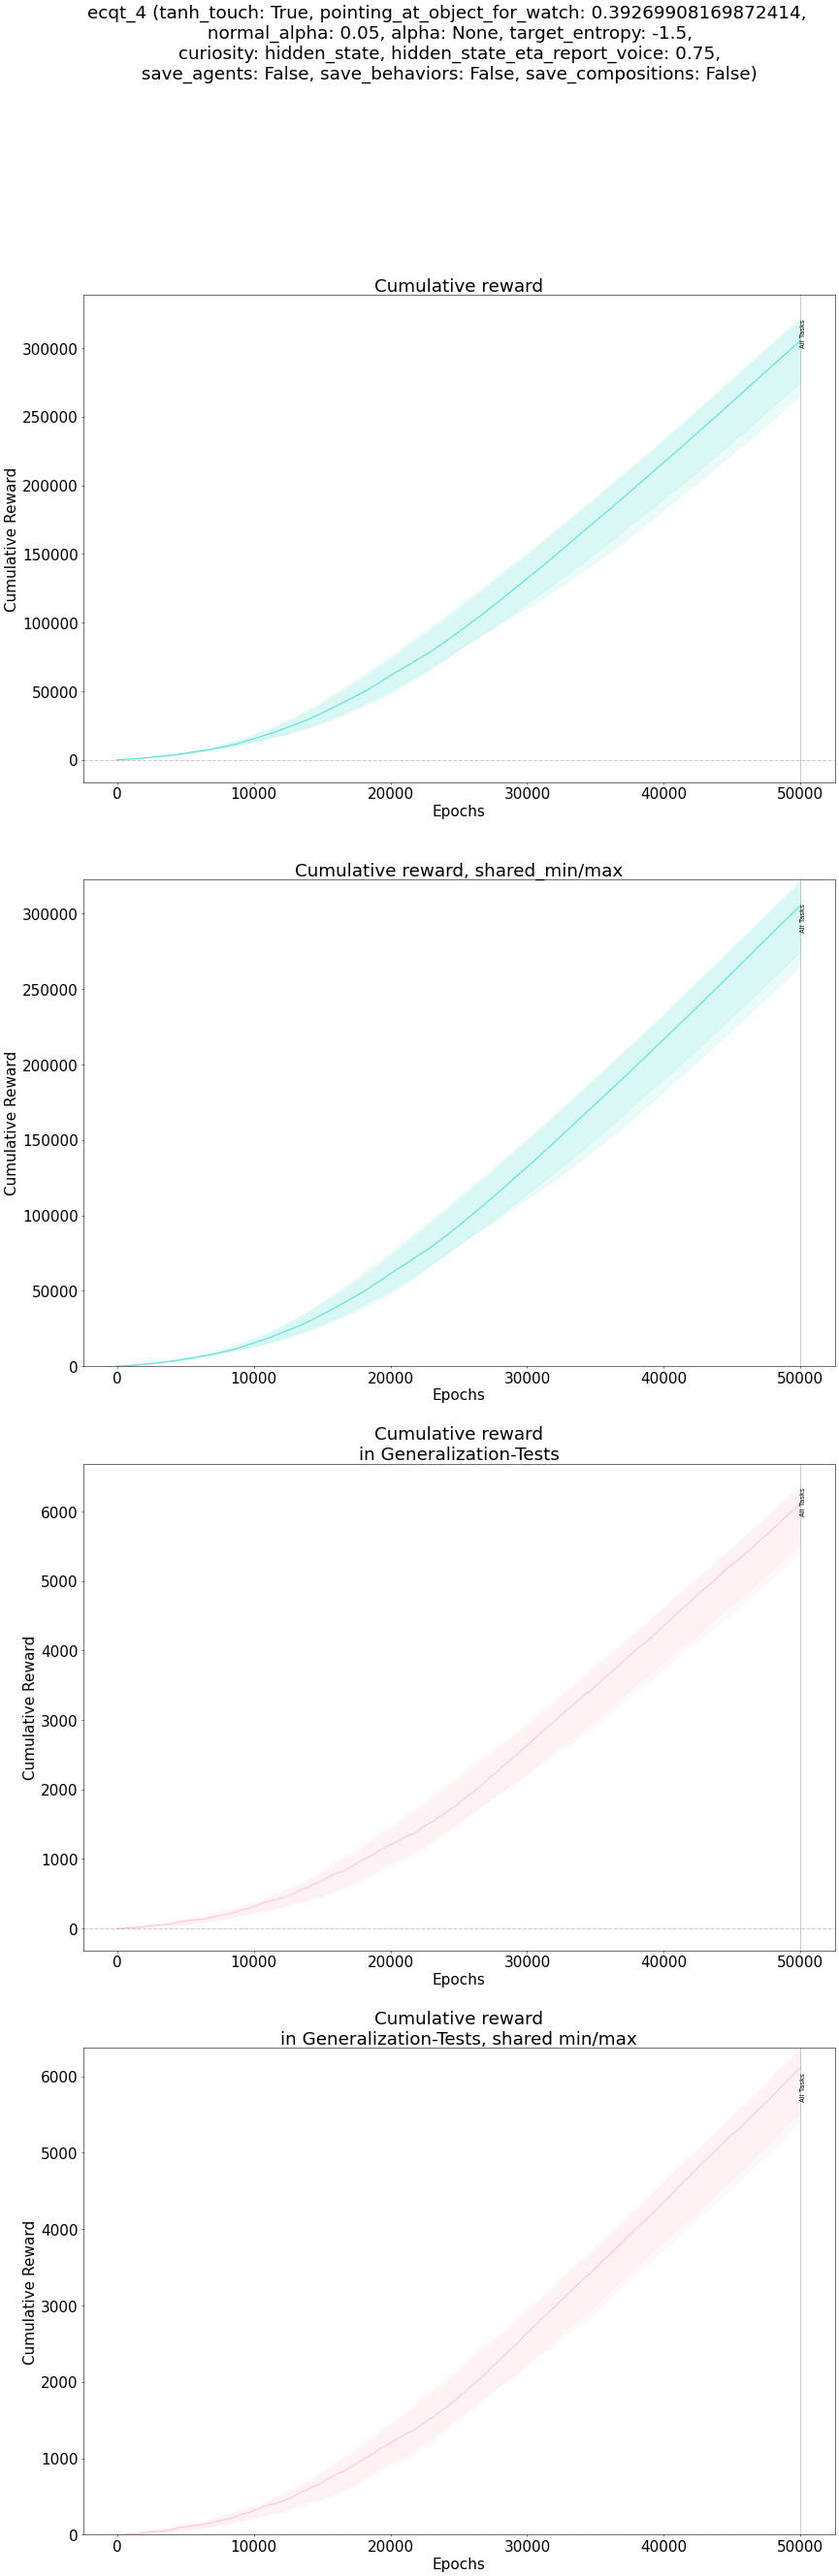 ecqt_4 (tanh_touch: True, pointing_at_object_for_watch: 0.39269908169872414,
normal_alpha: 0.05, alpha: None, target_entropy: -1.5,
curiosity: hidden_state, hidden_state_eta_report_voice: 0.75,
save_agents: False, save_behaviors: False, save_compositions: False)
Cumulative reward
All Tasks
300000
250000
200000
150000
100000
50000
0
Cumulative Reward
0 10000 20000 30000 40000 50000
Epochs
Cumulative reward, shared_min/max
All Tasks
300000
250000
200000
150000
100000
50000
0
Cumulative Reward
0 10000 20000 30000 40000 50000
Epochs
Cumulative reward
in Generalization-Tests
All Tasks
6000
5000
4000
3000
2000
1000
0
Cumulative Reward
0 10000 20000 30000 40000 50000
Epochs
Cumulative reward
in Generalization-Tests, shared min/max
All Tasks
6000
5000
4000
3000
2000
1000
0
Cumulative Reward
0 10000 20000 30000 40000 50000
Epochs